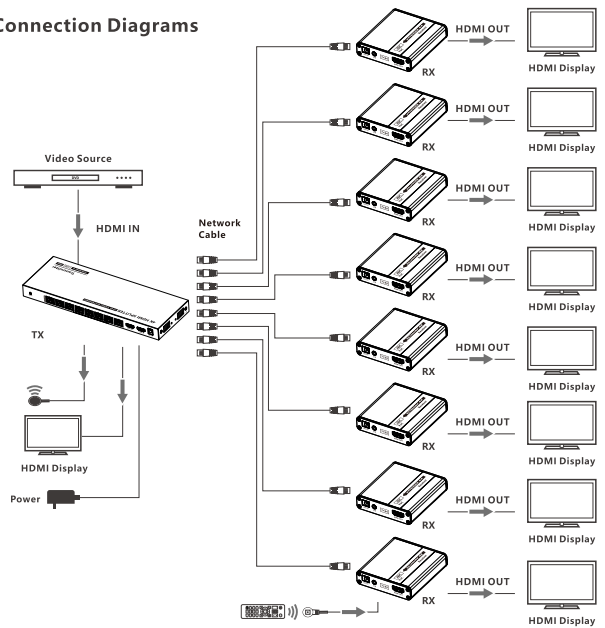 Connection Diagrams
Video Source
DVD
HDMI IN
TX
HDMI Display
Power
Network
Cable
HDMI OUT
RX
HDMI Display
HDMI OUT
RX
HDMI Display
HDMI OUT
RX
HDMI Display
HDMI OUT
RX
HDMI Display
HDMI OUT
RX
HDMI Display
HDMI OUT
RX
HDMI Display
HDMI OUT
RX
HDMI Display
HDMI OUT
RX
HDMI Display